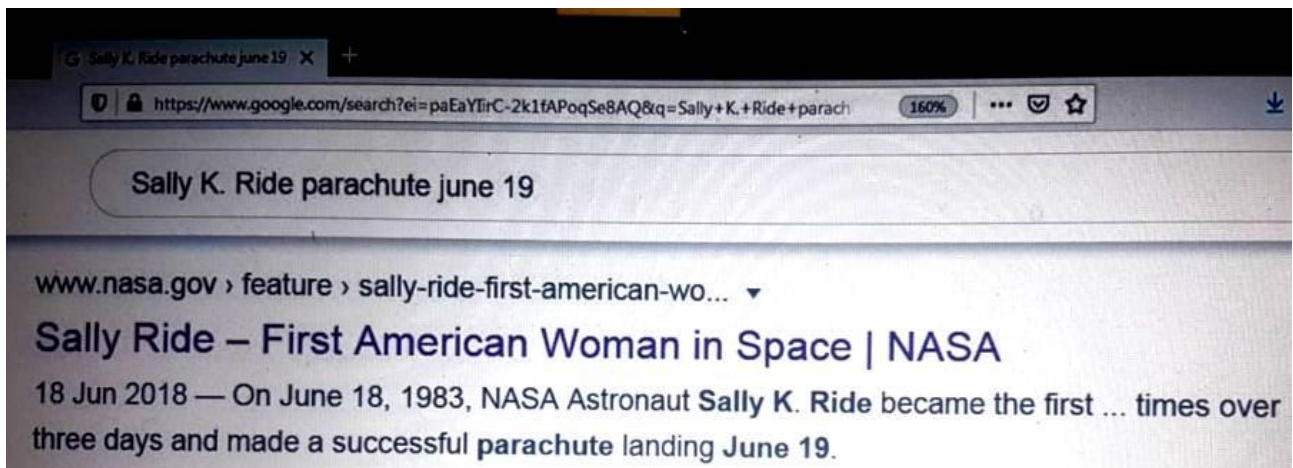 G Sally K. Ride parachute june 19 X +
https://www.google.com/search?ei=paEaYTirC-2k1fAPoqSe8AQ&q=Sally+K.+Ride+parach 160% ...
Sally K. Ride parachute june 19
www.nasa.gov › feature › sally-ride-first-american-wo...
Sally Ride – First American Woman in Space | NASA
18 Jun 2018 — On June 18, 1983, NASA Astronaut Sally K. Ride became the first ... times over
three days and made a successful parachute landing June 19.